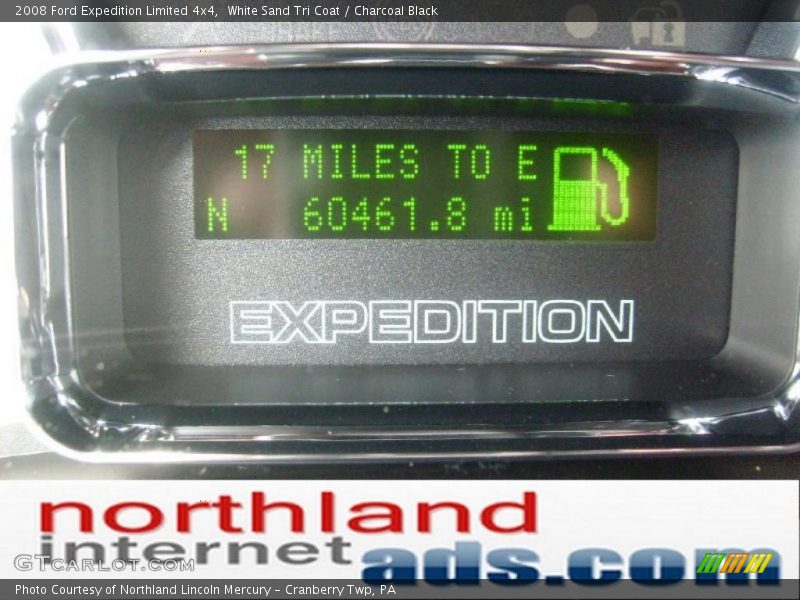 2008 Ford Expedition Limited 4x4, White Sand Tri Coat / Charcoal Black
17 MILES TO E
N 60461.8 mi
EXPEDITION
northland
internet
ads.com
GTCARLOT.COM
Photo Courtesy of Northland Lincoln Mercury - Cranberry Twp, PA